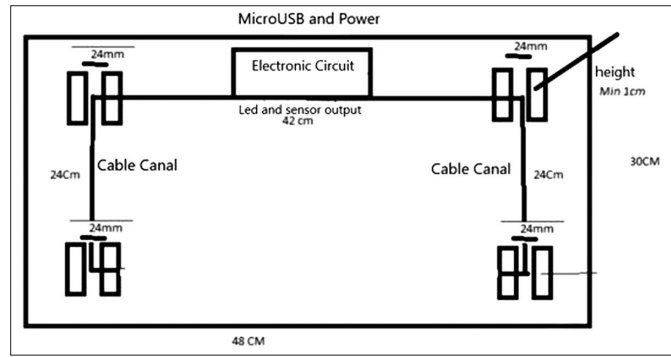 MicroUSB and Power
24mm
24mm
Electronic Circuit
height
Min 1cm
Led and sensor output
42 cm
Cable Canal
Cable Canal
30CM
24Cm
24Cm
24mm
24mm
48 CM